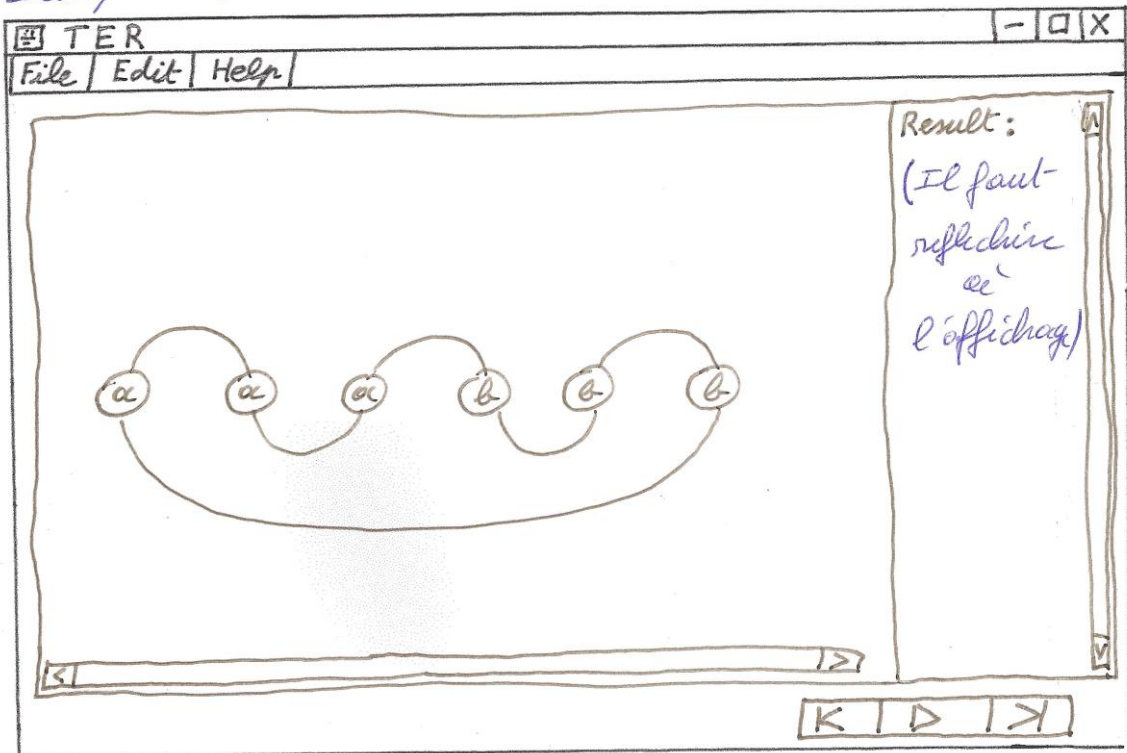 TER
File Edit Help
Result:
(Il faut
réfléchir
à
l'affichage)
a a a b b b